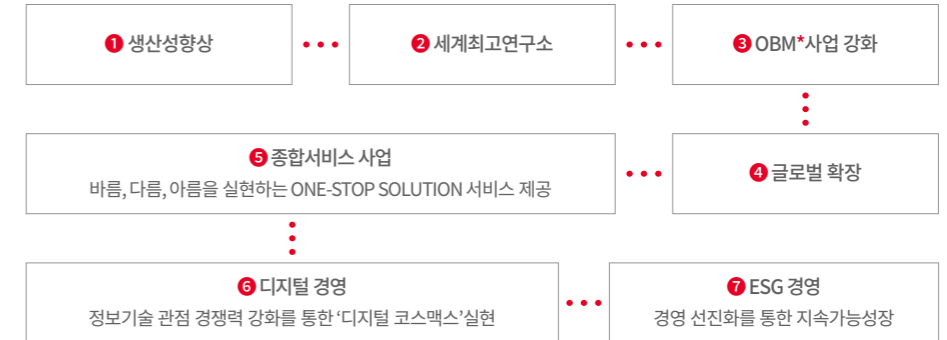 ❶ 생산성향상
❷ 세계최고연구소
❸ OBM*사업 강화
❹ 글로벌 확장
❺ 종합서비스 사업
바름, 다름, 아름을 실현하는 ONE-STOP SOLUTION 서비스 제공
❻ 디지털 경영
정보기술 관점 경쟁력 강화를 통한 ‘디지털 코스맥스’실현
❼ ESG 경영
경영 선진화를 통한 지속가능성장